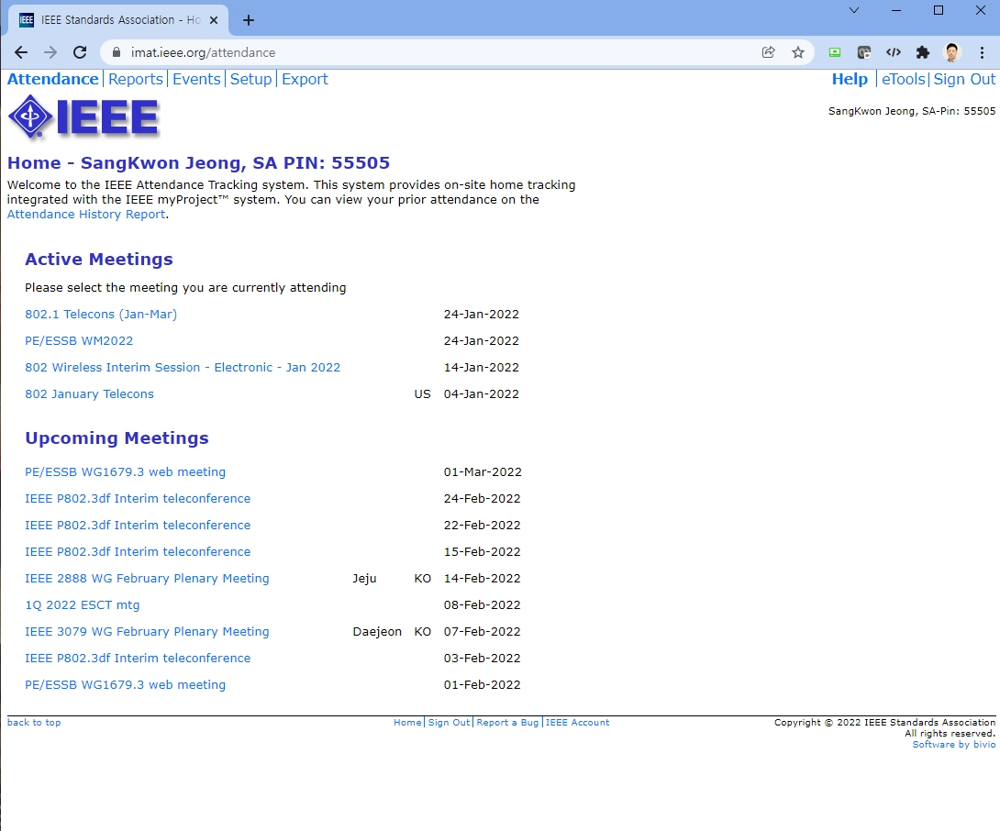 IEEE IEEE Standards Association - Ho
imat.ieee.org/attendance
Attendance | Reports | Events | Setup | Export Help | eTools | Sign Out
IEEE SangKwon Jeong, SA-Pin: 55505
Home - SangKwon Jeong, SA PIN: 55505
Welcome to the IEEE Attendance Tracking system. This system provides on-site home tracking
integrated with the IEEE myProject™ system. You can view your prior attendance on the
Attendance History Report.
Active Meetings
Please select the meeting you are currently attending
802.1 Telecons (Jan-Mar) 24-Jan-2022
PE/ESSB WM2022 24-Jan-2022
802 Wireless Interim Session - Electronic - Jan 2022 14-Jan-2022
802 January Telecons US 04-Jan-2022
Upcoming Meetings
PE/ESSB WG1679.3 web meeting 01-Mar-2022
IEEE P802.3df Interim teleconference 24-Feb-2022
IEEE P802.3df Interim teleconference 22-Feb-2022
IEEE P802.3df Interim teleconference 15-Feb-2022
IEEE 2888 WG February Plenary Meeting Jeju KO 14-Feb-2022
1Q 2022 ESCT mtg 08-Feb-2022
IEEE 3079 WG February Plenary Meeting Daejeon KO 07-Feb-2022
IEEE P802.3df Interim teleconference 03-Feb-2022
PE/ESSB WG1679.3 web meeting 01-Feb-2022
back to top Home | Sign Out | Report a Bug | IEEE Account Copyright © 2022 IEEE Standards Association
All rights reserved.
Software by bivio